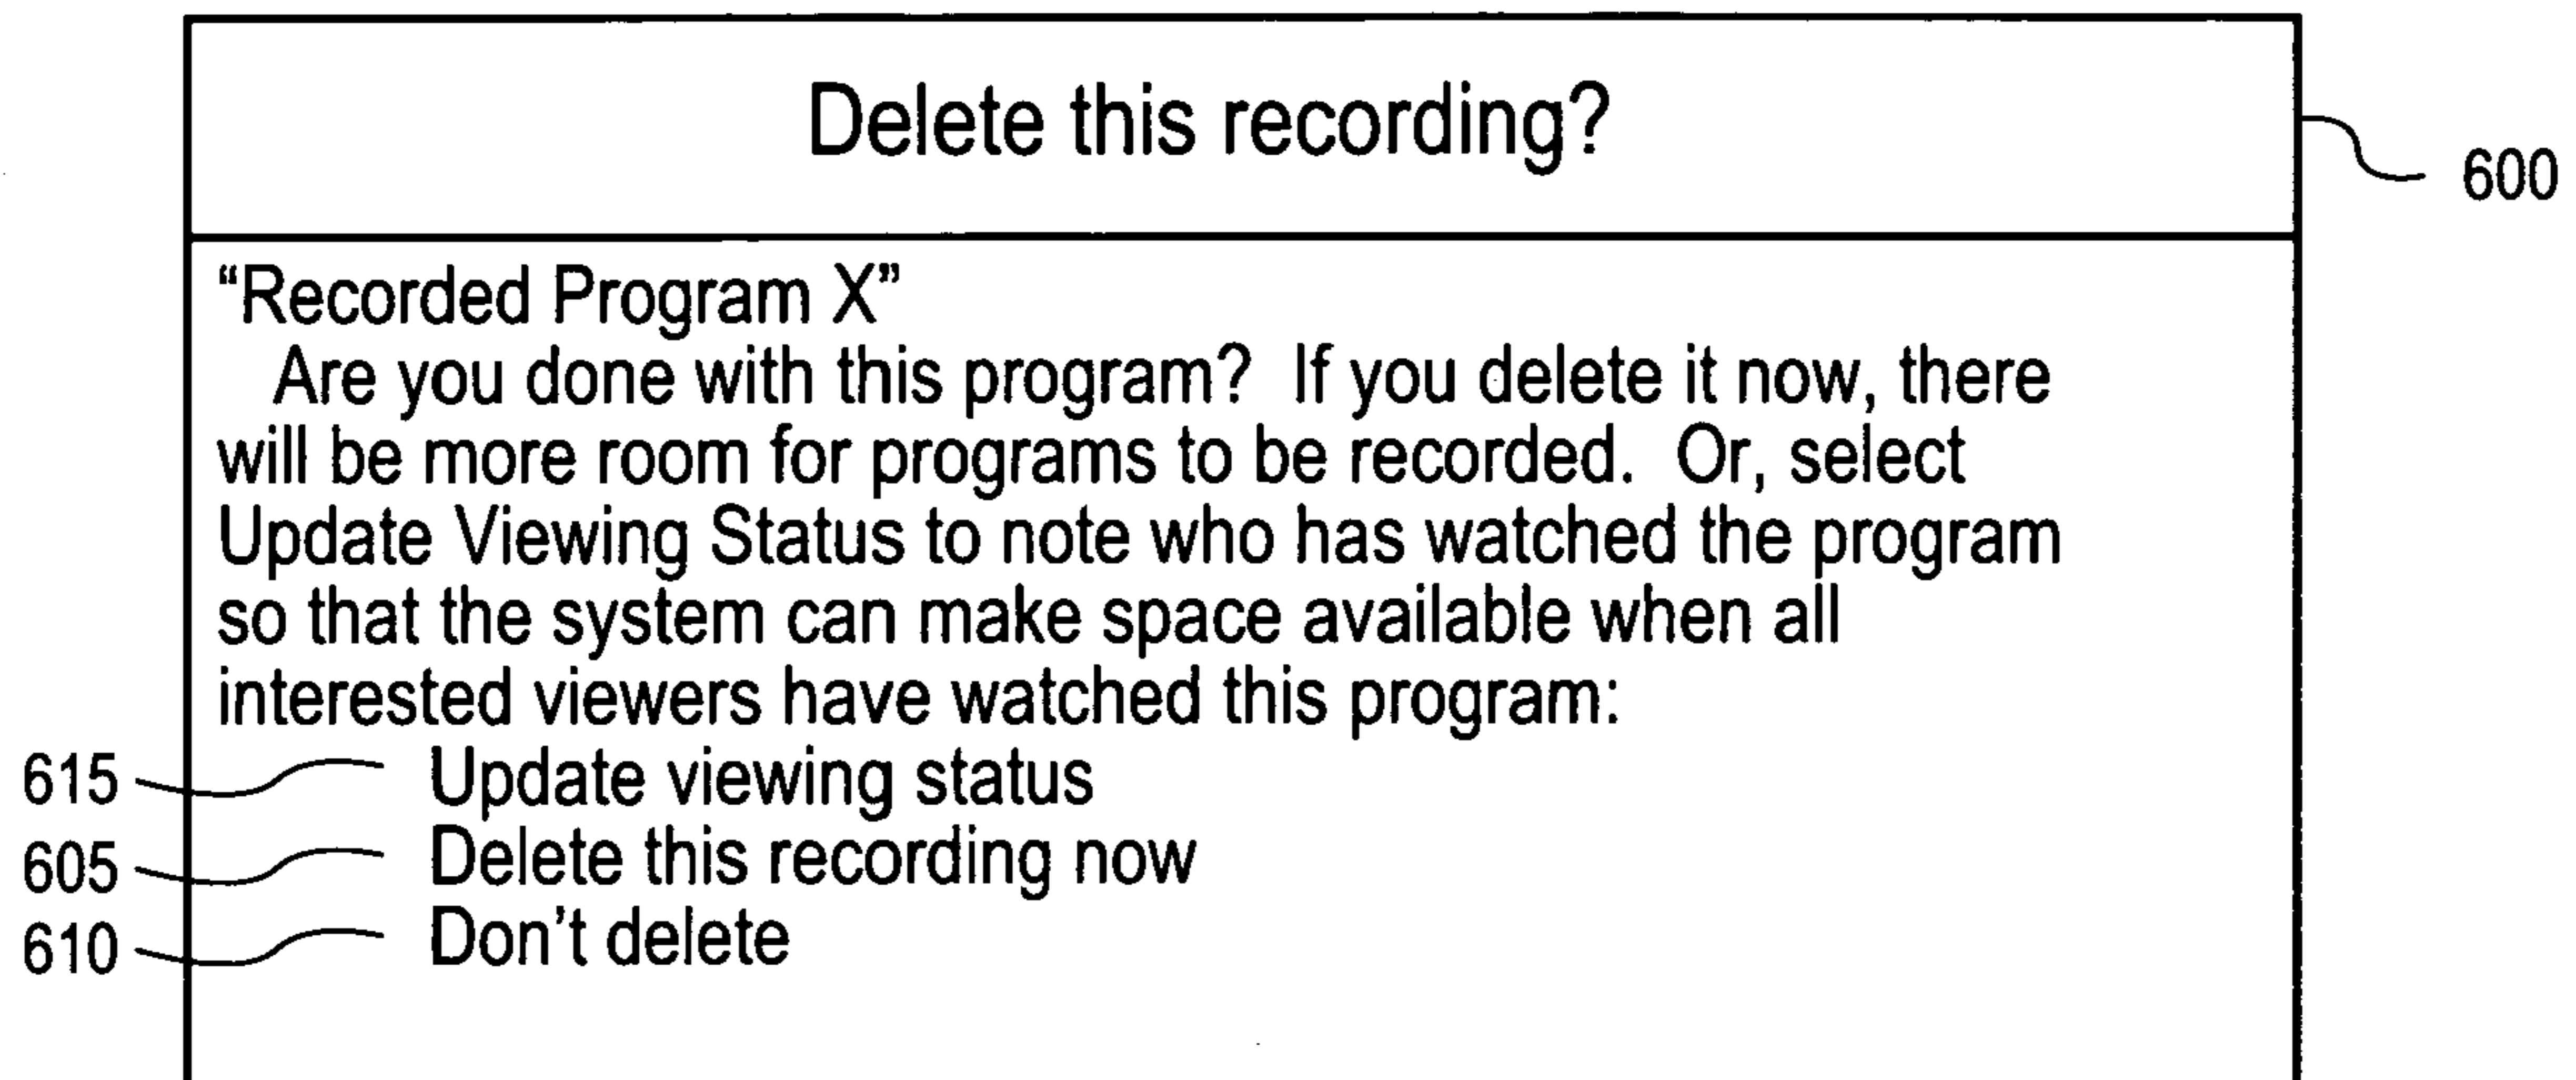 Delete this recording?
600
“Recorded Program X”
Are you done with this program? If you delete it now, there
will be more room for programs to be recorded. Or, select
Update Viewing Status to note who has watched the program
so that the system can make space available when all
interested viewers have watched this program:
615 Update viewing status
605 Delete this recording now
610 Don’t delete